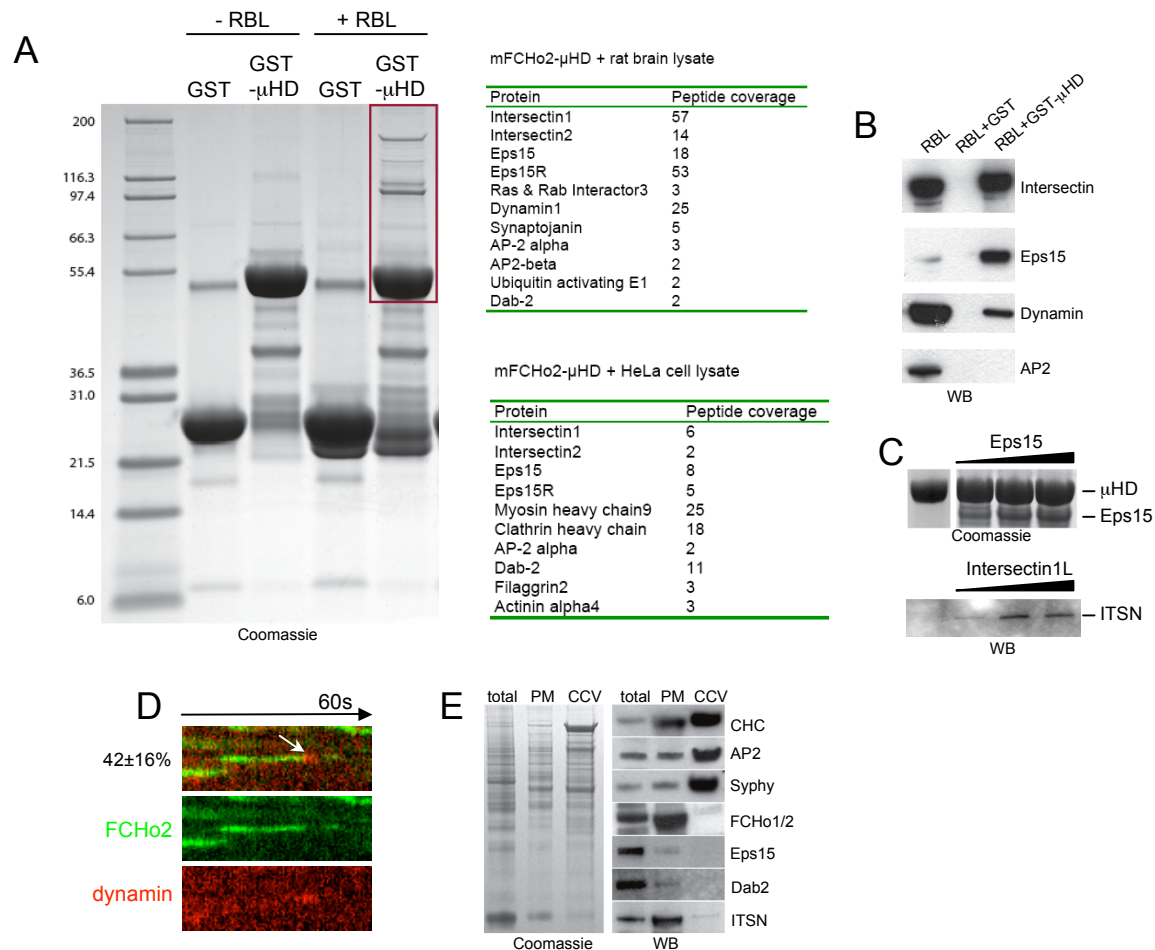 A
- RBL
+ RBL
GST
GST
-μHD
GST
GST
-μHD
200
116.3
97.4
66.3
55.4
36.5
31.0
21.5
14.4
6.0
Coomassie
mFCHo2-μHD + rat brain lysate
Protein Peptide coverage
Intersectin1 57
Intersectin2 14
Eps15 18
Eps15R 53
Ras & Rab Interactor3 3
Dynamin1 25
Synaptojanin 5
AP-2 alpha 3
AP2-beta 2
Ubiquitin activating E1 2
Dab-2 2
mFCHo2-μHD + HeLa cell lysate
Protein Peptide coverage
Intersectin1 6
Intersectin2 2
Eps15 8
Eps15R 5
Myosin heavy chain9 25
Clathrin heavy chain 18
AP-2 alpha 2
Dab-2 11
Filaggrin2 3
Actinin alpha4 3
B
RBL
RBL+GST
RBL+GST-μHD
Intersectin
Eps15
Dynamin
AP2
WB
C
Eps15
μHD
Eps15
Coomassie
Intersectin1L
ITSN
WB
D
60s
42±16%
FCHo2
dynamin
E
total PM CCV
total PM CCV
CHC
AP2
Syphy
FCHo1/2
Eps15
Dab2
ITSN
Coomassie
WB